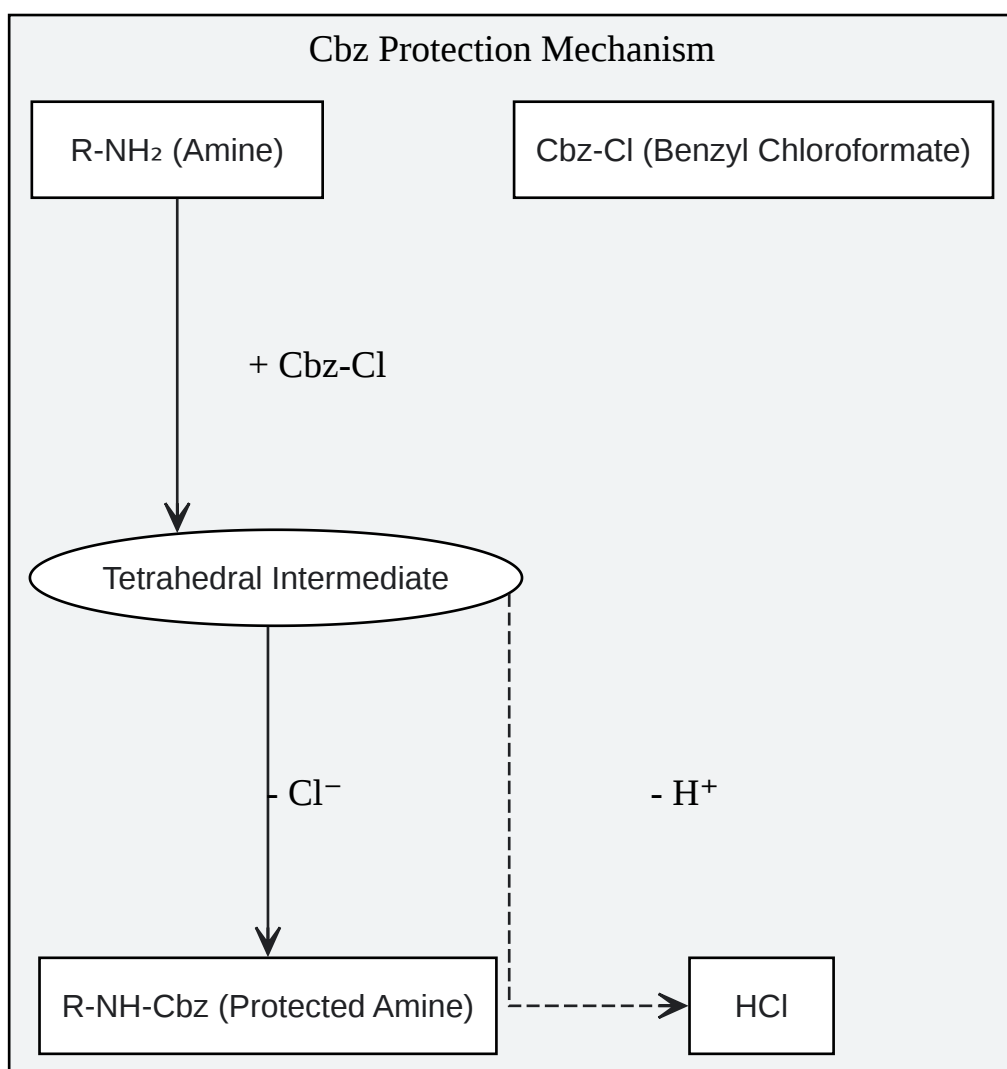 Cbz Protection Mechanism
R-NH₂ (Amine)
Cbz-Cl (Benzyl Chloroformate)
+ Cbz-Cl
Tetrahedral Intermediate
- Cl⁻
- H⁺
R-NH-Cbz (Protected Amine)
HCl